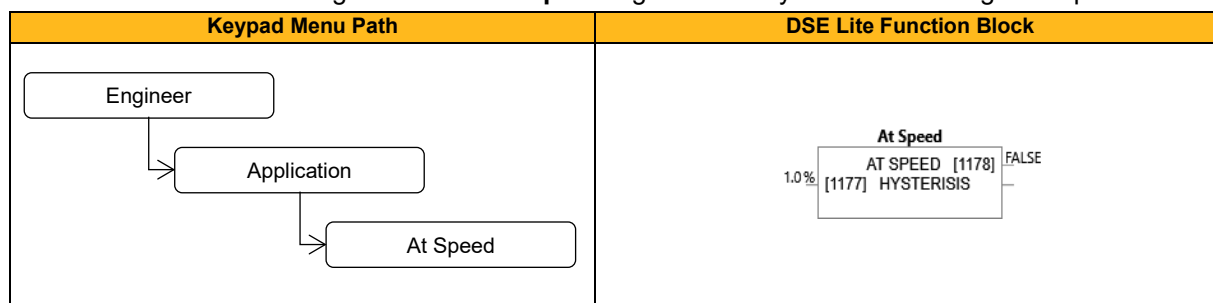 Keypad Menu Path
DSE Lite Function Block
Engineer
Application
At Speed
At Speed
AT SPEED [1178] FALSE
1.0 % [1177] HYSTERISIS